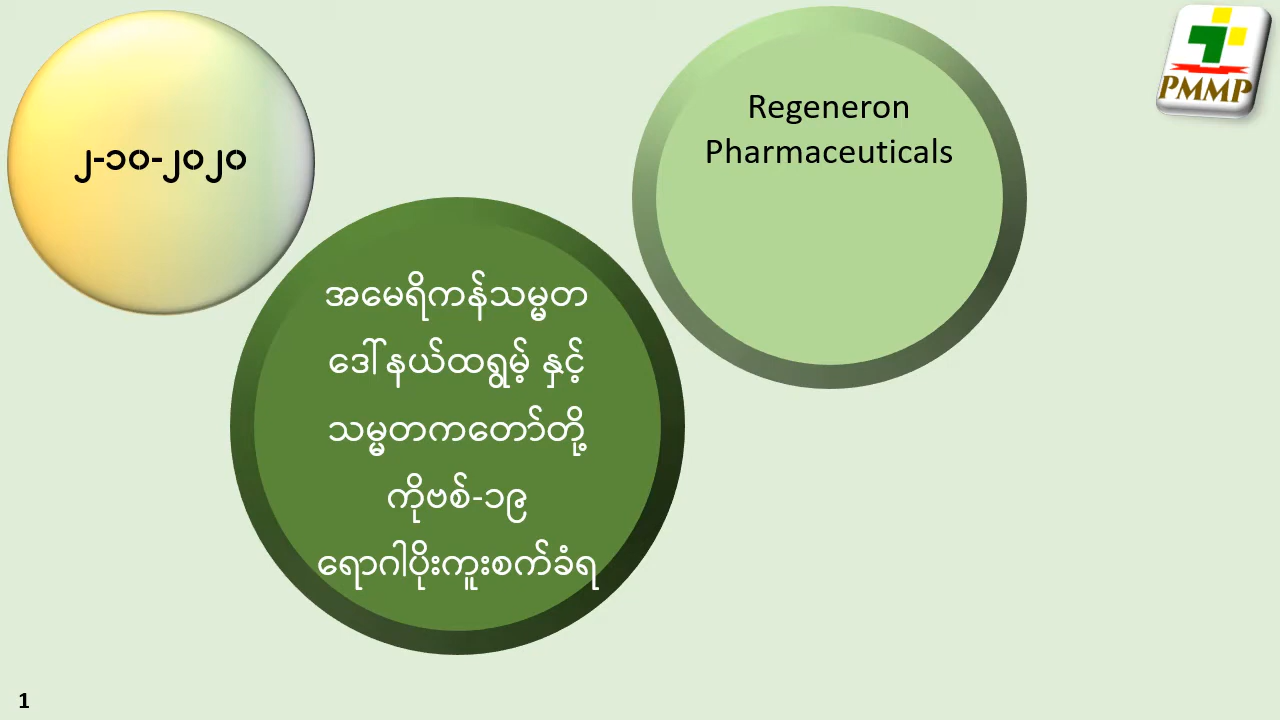 ၂-၁၀-၂၀၂၀
အမေရိကန်သမ္မတ
ဒေါ်နယ်ထရွမ့် နှင့်
သမ္မတကတော်တို့
ကိုဗစ်-၁၉
ရောဂါပိုးကူးစက်ခံရ
Regeneron
Pharmaceuticals
PMMP
1